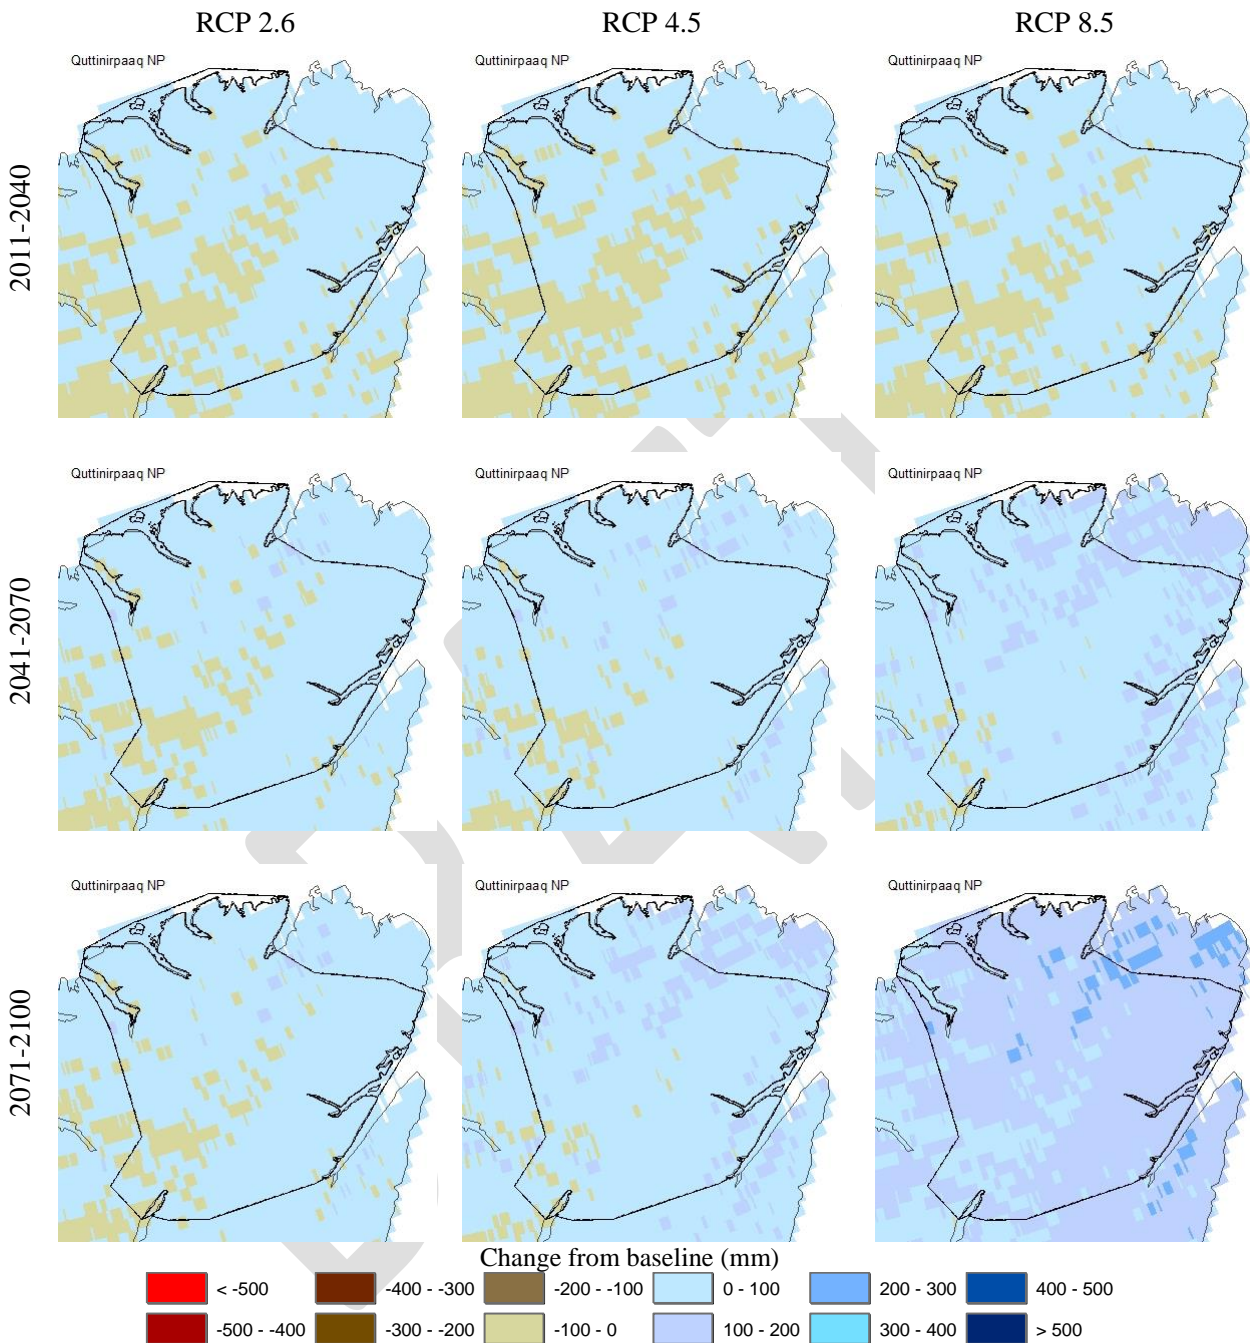 RCP 2.6 RCP 4.5 RCP 8.5
2011-2040
Quttinirpaaq NP Quttinirpaaq NP Quttinirpaaq NP
2041-2070
Quttinirpaaq NP Quttinirpaaq NP Quttinirpaaq NP
2071-2100
Quttinirpaaq NP Quttinirpaaq NP Quttinirpaaq NP
Change from baseline (mm)
< -500 -400 - -300 -200 - -100 0 - 100 200 - 300 400 - 500
-500 - -400 -300 - -200 -100 - 0 100 - 200 300 - 400 > 500